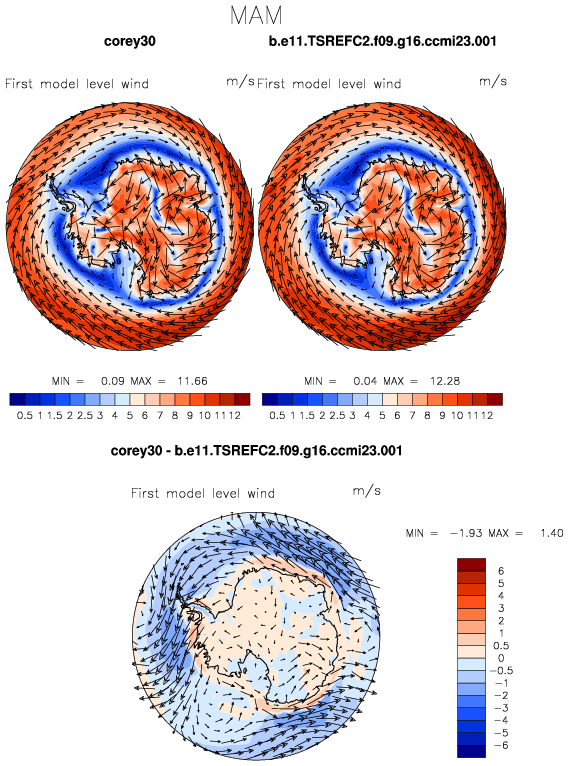 MAM
corey30 b.e11.TSREFC2.f09.g16.ccmi23.001
First model level wind m/s First model level wind m/s
MIN = 0.09 MAX = 11.66 MIN = 0.04 MAX = 12.28
0.5 1 1.5 2 2.5 3 4 5 6 7 8 9 10 11 12 0.5 1 1.5 2 2.5 3 4 5 6 7 8 9 10 11 12
corey30 - b.e11.TSREFC2.f09.g16.ccmi23.001
First model level wind m/s
MIN = -1.93 MAX = 1.40
6
5
4
3
2
1
0.5
0
-0.5
-1
-2
-3
-4
-5
-6